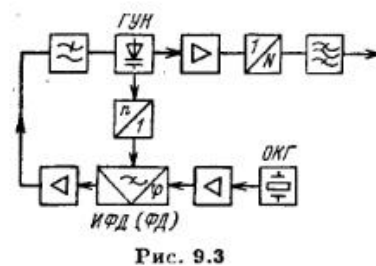 ГУН
1/N
n/1
ОКГ
φ
ИФД (ФД)
Рис. 9.3